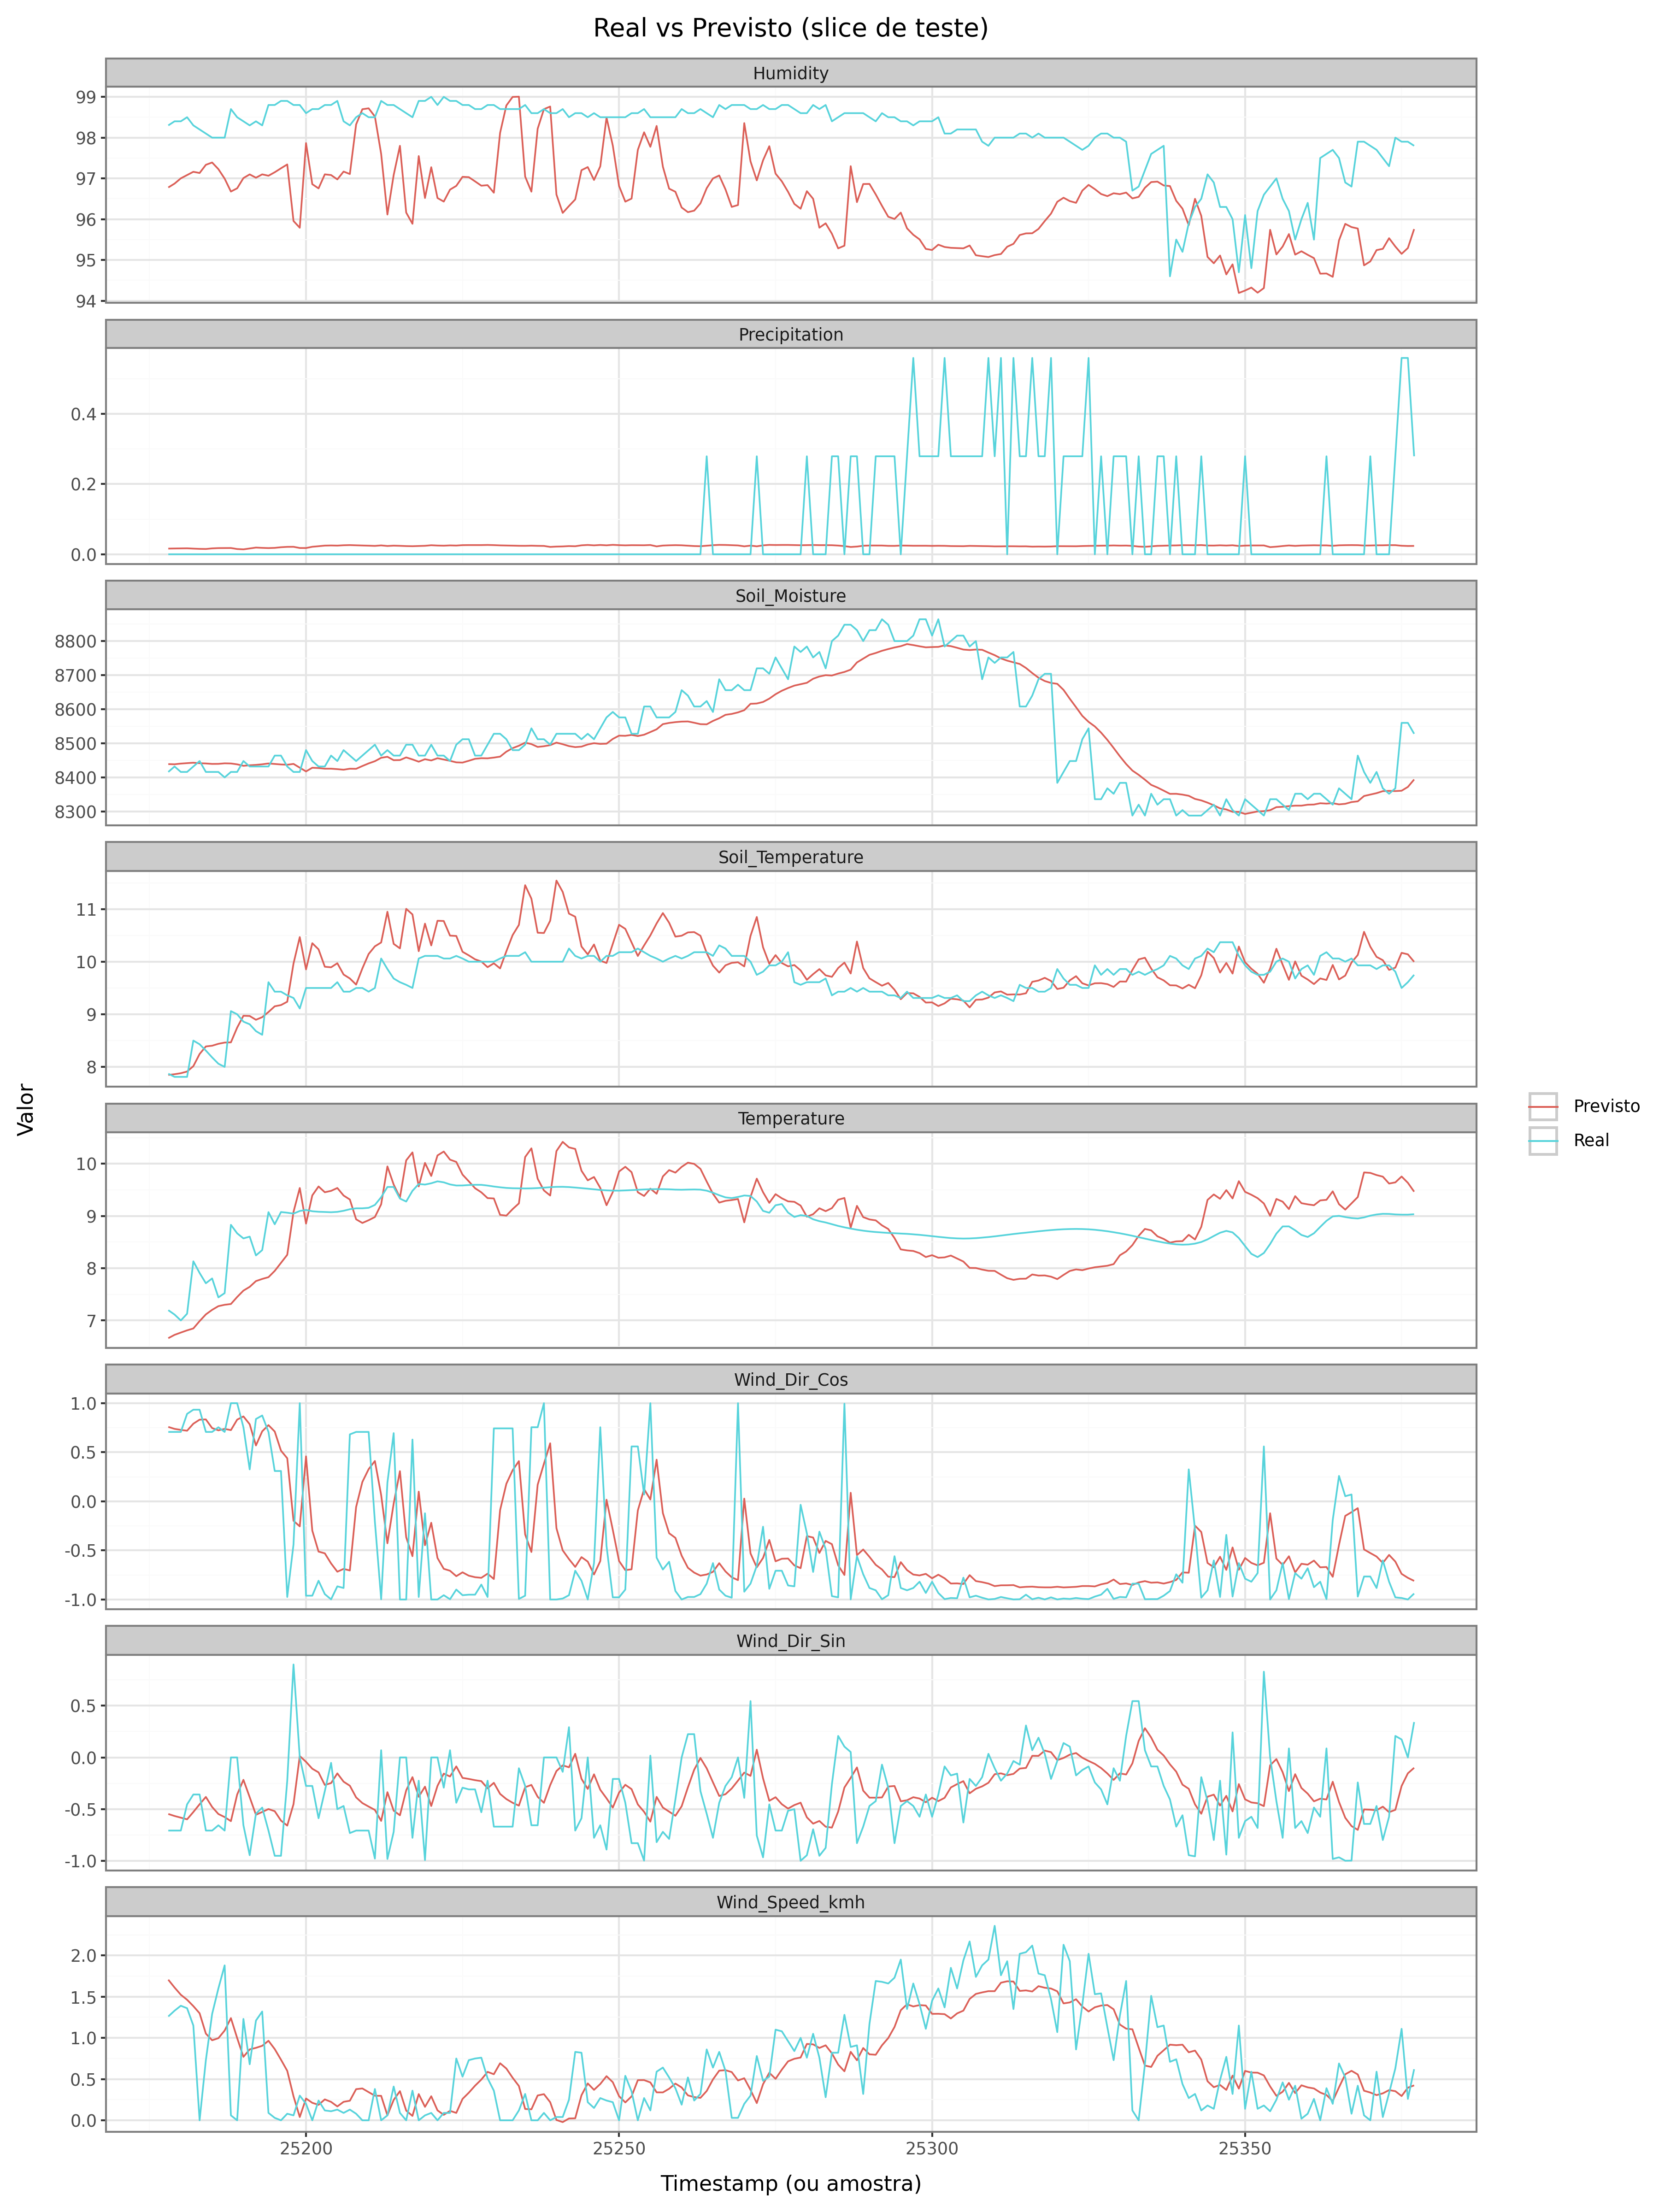 Real vs Previsto (slice de teste)
Humidity
99
98
97
96
95
94
Precipitation
0.4
0.2
0.0
Soil_Moisture
8800
8700
8600
8500
8400
8300
Soil_Temperature
11
10
9
8
Temperature
10
9
8
7
Wind_Dir_Cos
1.0
0.5
0.0
-0.5
-1.0
Wind_Dir_Sin
0.5
0.0
-0.5
-1.0
Wind_Speed_kmh
2.0
1.5
1.0
0.5
0.0
25200 25250 25300 25350
Timestamp (ou amostra)
Valor
Previsto
Real